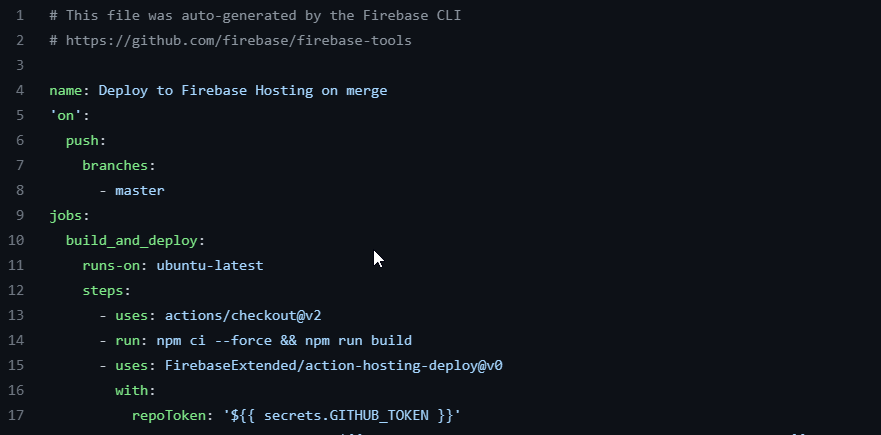 1 # This file was auto-generated by the Firebase CLI
2 # https://github.com/firebase/firebase-tools
3
4 name: Deploy to Firebase Hosting on merge
5 'on':
6   push:
7     branches:
8       - master
9 jobs:
10   build_and_deploy:
11     runs-on: ubuntu-latest
12     steps:
13       - uses: actions/checkout@v2
14       - run: npm ci --force && npm run build
15       - uses: FirebaseExtended/action-hosting-deploy@v0
16         with:
17           repoToken: '${{ secrets.GITHUB_TOKEN }}'